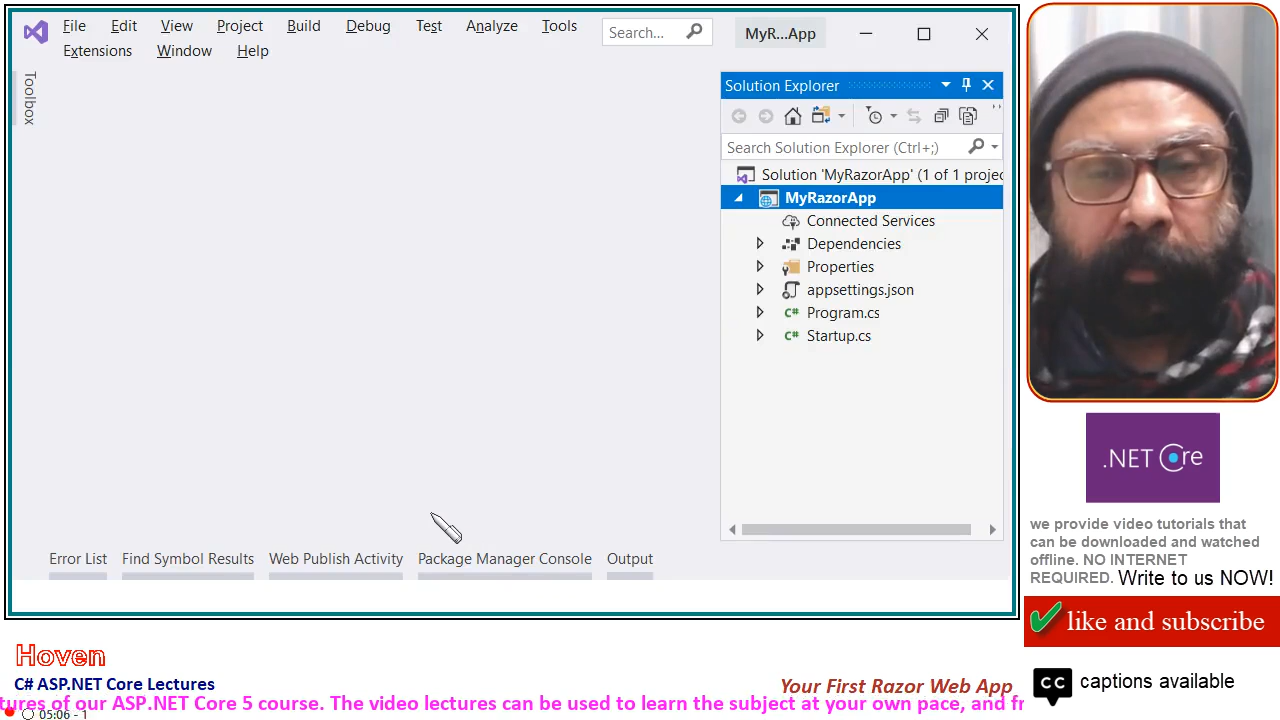 File Edit View Project Build Debug Test Analyze Tools Search... MyR...App
Extensions Window Help
Toolbox
Solution Explorer
Search Solution Explorer (Ctrl+;)
Solution 'MyRazorApp' (1 of 1 projec
MyRazorApp
Connected Services
Dependencies
Properties
appsettings.json
C# Program.cs
C# Startup.cs
Error List Find Symbol Results Web Publish Activity Package Manager Console Output
.NET Core
we provide video tutorials that
can be downloaded and watched
offline. NO INTERNET
REQUIRED. Write to us NOW!
like and subscribe
Hoven
C# ASP.NET Core Lectures
Your First Razor Web App
CC captions available
tures of our ASP.NET Core 5 course. The video lectures can be used to learn the subject at your own pace, and fr
05:06 - 1